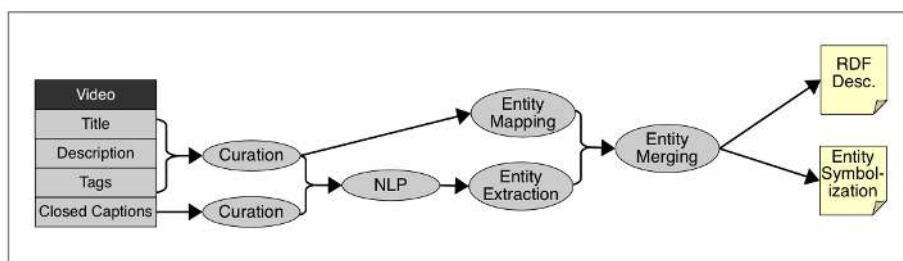 Video
Title
Description
Tags
Closed Captions
Curation
Curation
NLP
Entity
Mapping
Entity
Extraction
Entity
Merging
RDF
Desc.
Entity
Symbol-
ization